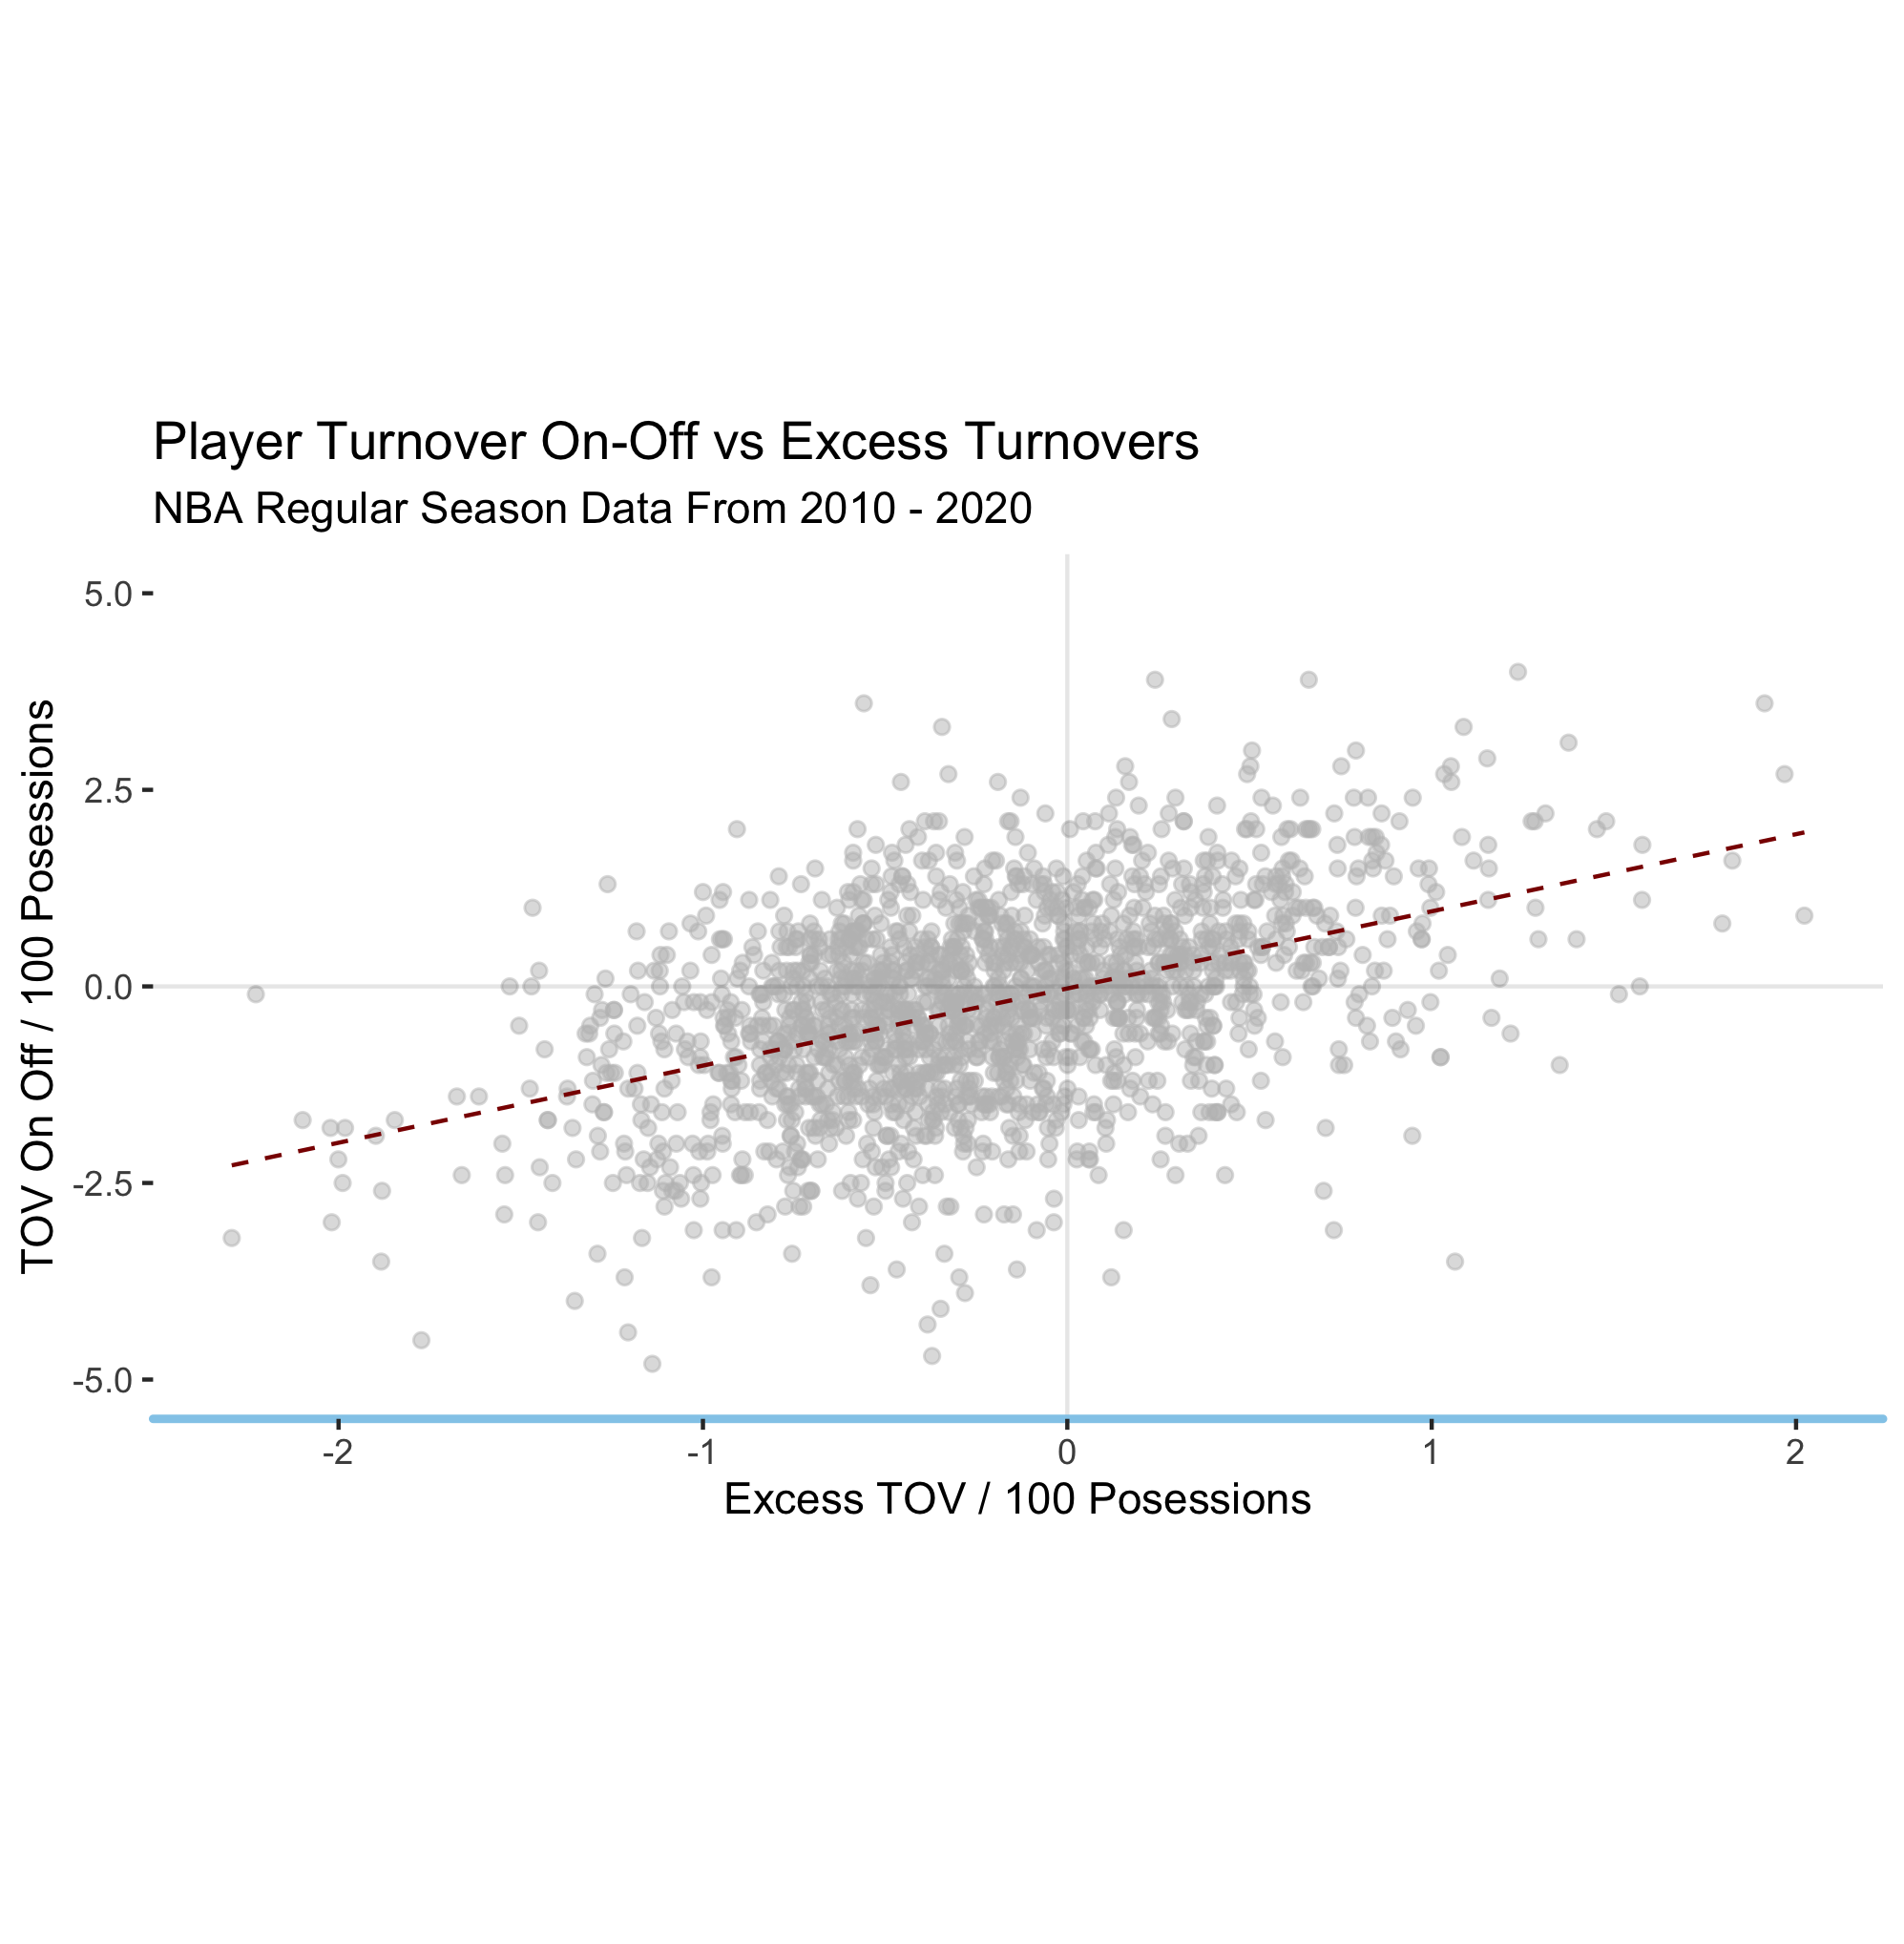 Player Turnover On-Off vs Excess Turnovers
NBA Regular Season Data From 2010 - 2020
TOV On Off / 100 Posessions
5.0
2.5
0.0
-2.5
-5.0
-2
-1
0
1
2
Excess TOV / 100 Posessions